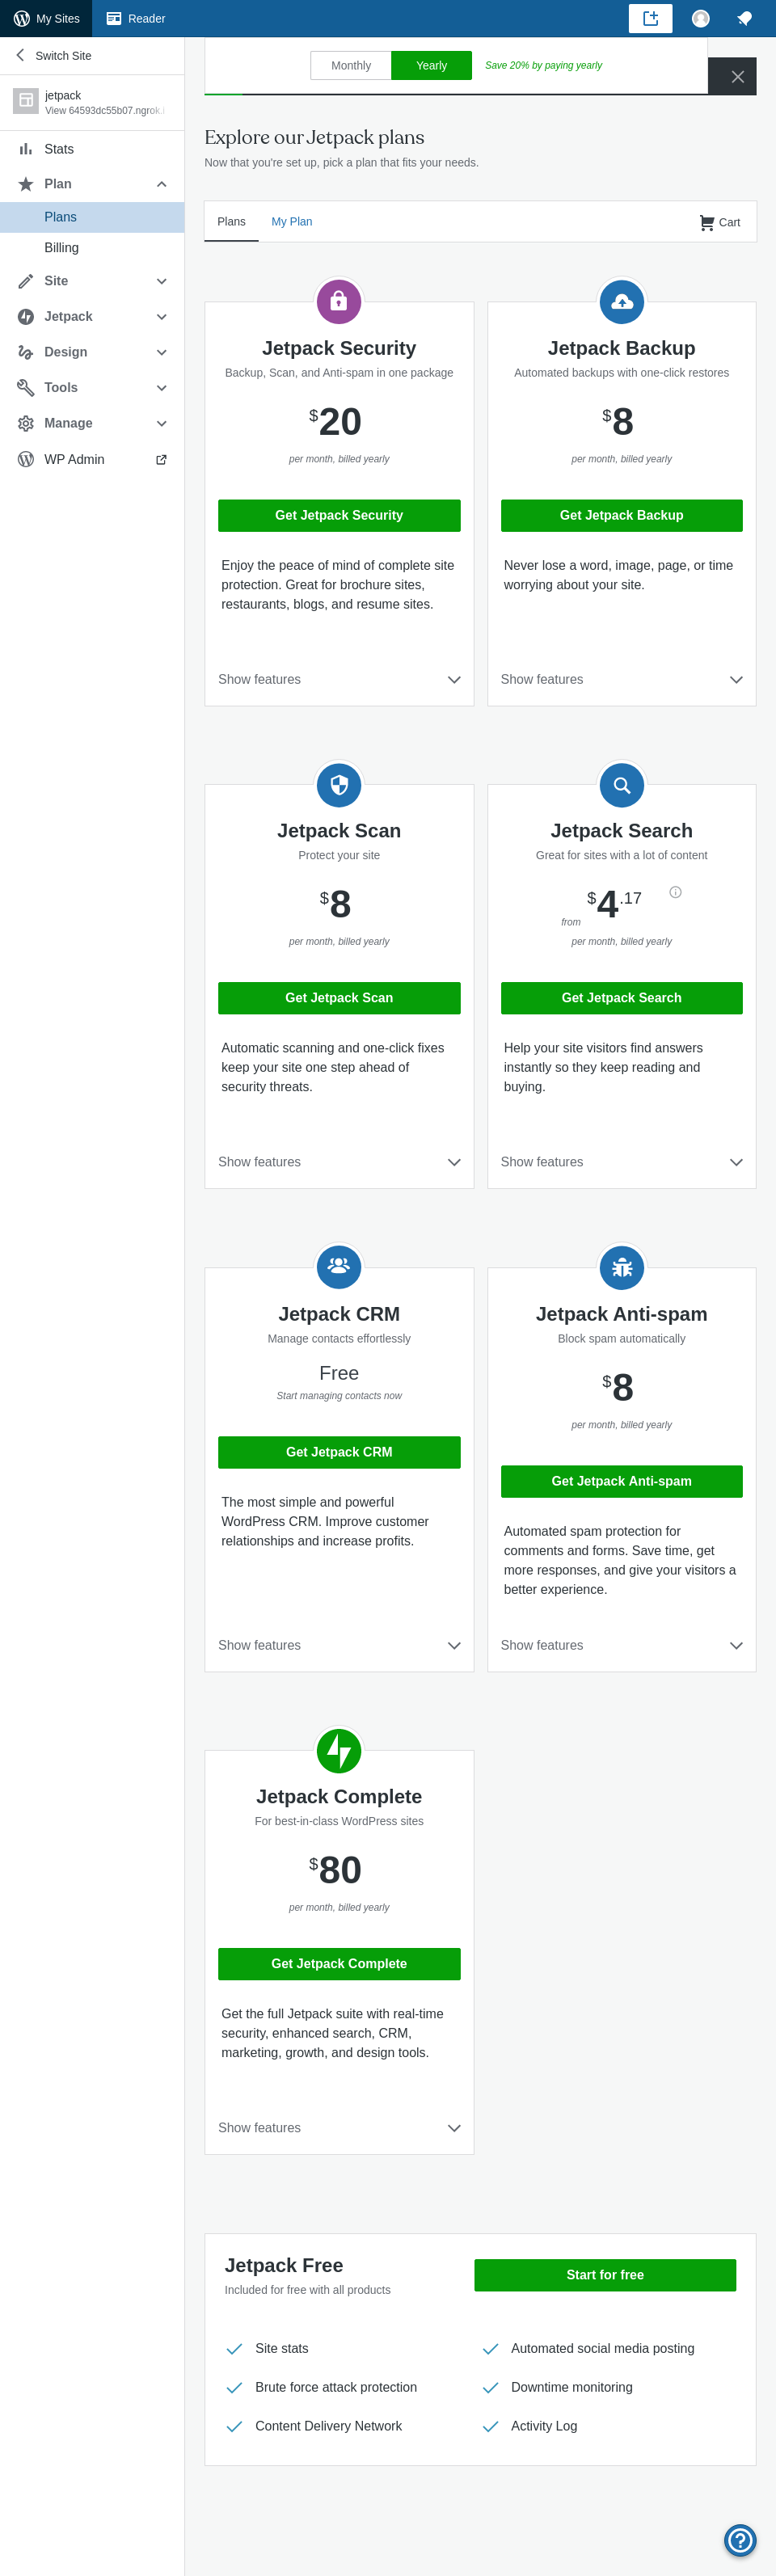 My Sites
Reader
Switch Site
jetpack
View 64593dc55b07.ngrok.i
Stats
Plan
Plans
Billing
Site
Jetpack
Design
Tools
Manage
WP Admin
Monthly
Yearly
Save 20% by paying yearly
Explore our Jetpack plans
Now that you're set up, pick a plan that fits your needs.
Plans
My Plan
Cart
Jetpack Security
Backup, Scan, and Anti-spam in one package
$20
per month, billed yearly
Get Jetpack Security
Enjoy the peace of mind of complete site
protection. Great for brochure sites,
restaurants, blogs, and resume sites.
Show features
Jetpack Backup
Automated backups with one-click restores
$8
per month, billed yearly
Get Jetpack Backup
Never lose a word, image, page, or time
worrying about your site.
Show features
Jetpack Scan
Protect your site
$8
per month, billed yearly
Get Jetpack Scan
Automatic scanning and one-click fixes
keep your site one step ahead of
security threats.
Show features
Jetpack Search
Great for sites with a lot of content
from $4.17
per month, billed yearly
Get Jetpack Search
Help your site visitors find answers
instantly so they keep reading and
buying.
Show features
Jetpack CRM
Manage contacts effortlessly
Free
Start managing contacts now
Get Jetpack CRM
The most simple and powerful
WordPress CRM. Improve customer
relationships and increase profits.
Show features
Jetpack Anti-spam
Block spam automatically
$8
per month, billed yearly
Get Jetpack Anti-spam
Automated spam protection for
comments and forms. Save time, get
more responses, and give your visitors a
better experience.
Show features
Jetpack Complete
For best-in-class WordPress sites
$80
per month, billed yearly
Get Jetpack Complete
Get the full Jetpack suite with real-time
security, enhanced search, CRM,
marketing, growth, and design tools.
Show features
Jetpack Free
Included for free with all products
Start for free
Site stats
Automated social media posting
Brute force attack protection
Downtime monitoring
Content Delivery Network
Activity Log